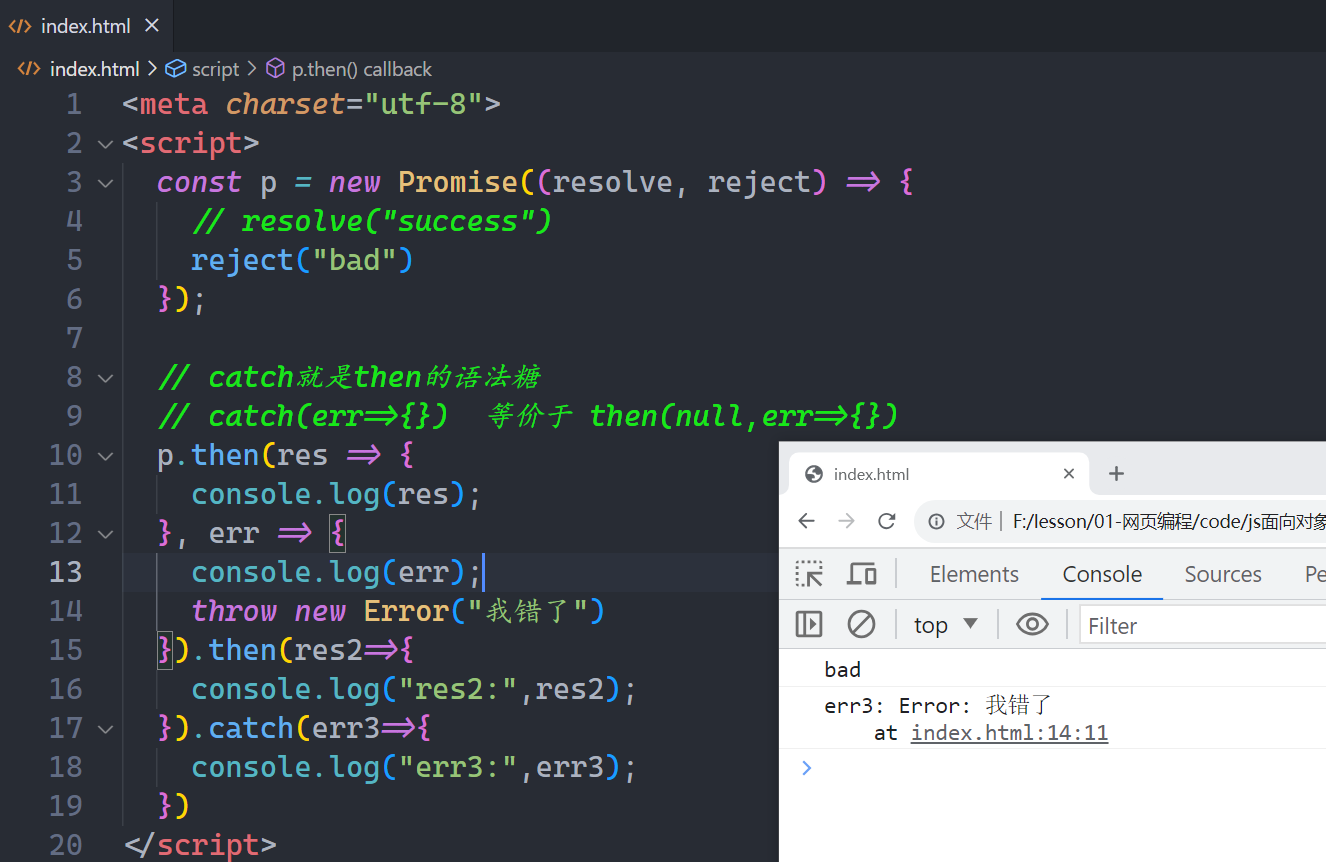 index.html
index.html > script > p.then() callback
1 <meta charset="utf-8">
2 <script>
3 const p = new Promise((resolve, reject) => {
4 // resolve("success")
5 reject("bad")
6 });
7
8 // catch就是then的语法糖
9 // catch(err=>{}) 等价于 then(null,err=>{})
10 p.then(res => {
11 console.log(res);
12 }, err => {
13 console.log(err);
14 throw new Error("我错了")
15 }).then(res2=>{
16 console.log("res2:",res2);
17 }).catch(err3=>{
18 console.log("err3:",err3);
19 })
20 </script>
index.html
文件 | F:/lesson/01-网页编程/code/js面向对象
Elements Console Sources Pe
top Filter
bad
err3: Error: 我错了
at index.html:14:11